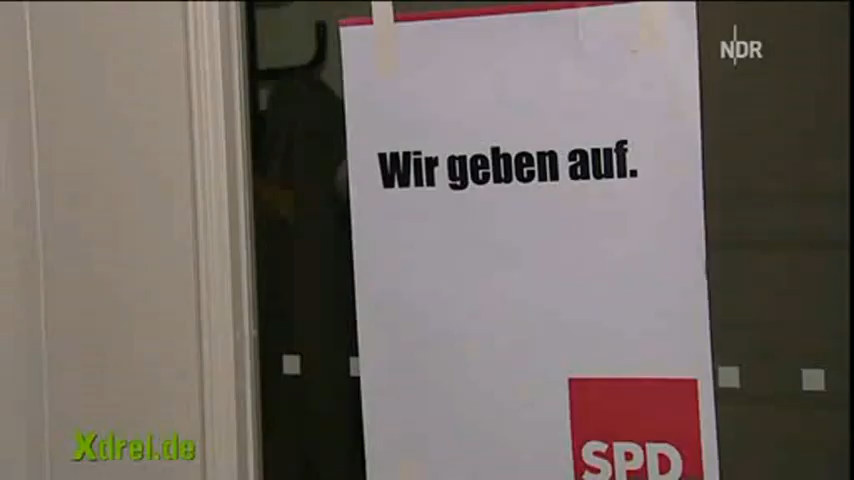 NDR
Wir geben auf.
SPD
Xdrei.de